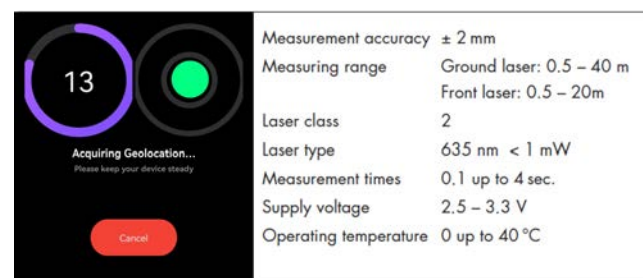 13
Acquiring Geolocation...
Please keep your device steady
Cancel
Measurement accuracy ± 2 mm
Measuring range Ground laser: 0.5 – 40 m
Front laser: 0.5 – 20m
Laser class 2
Laser type 635 nm < 1 mW
Measurement times 0,1 up to 4 sec.
Supply voltage 2.5 – 3.3 V
Operating temperature 0 up to 40 °C